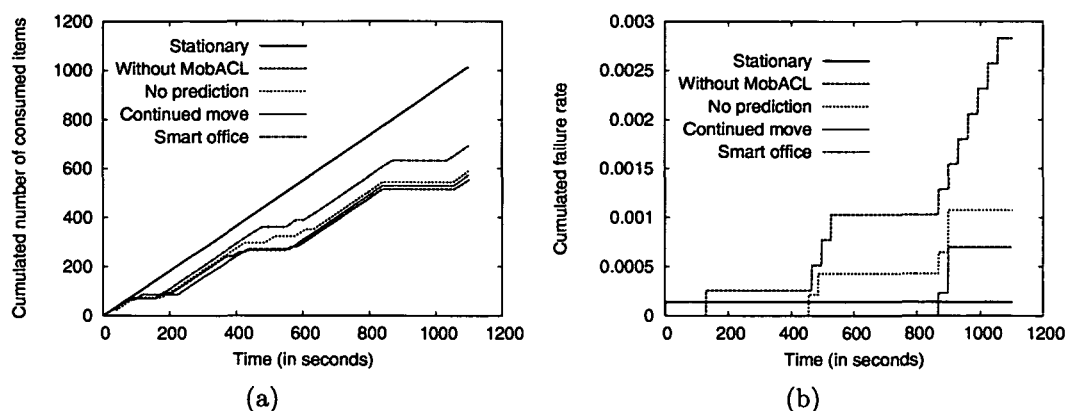 1200
1000
800
600
400
200
0
Cumulated number of consumed items
Stationary
Without MobACL
No prediction
Continued move
Smart office
0 200 400 600 800 1000 1200
Time (in seconds)
(a)
0.003
0.0025
0.002
0.0015
0.001
0.0005
0
Cumulated failure rate
Stationary
Without MobACL
No prediction
Continued move
Smart office
0 200 400 600 800 1000 1200
Time (in seconds)
(b)